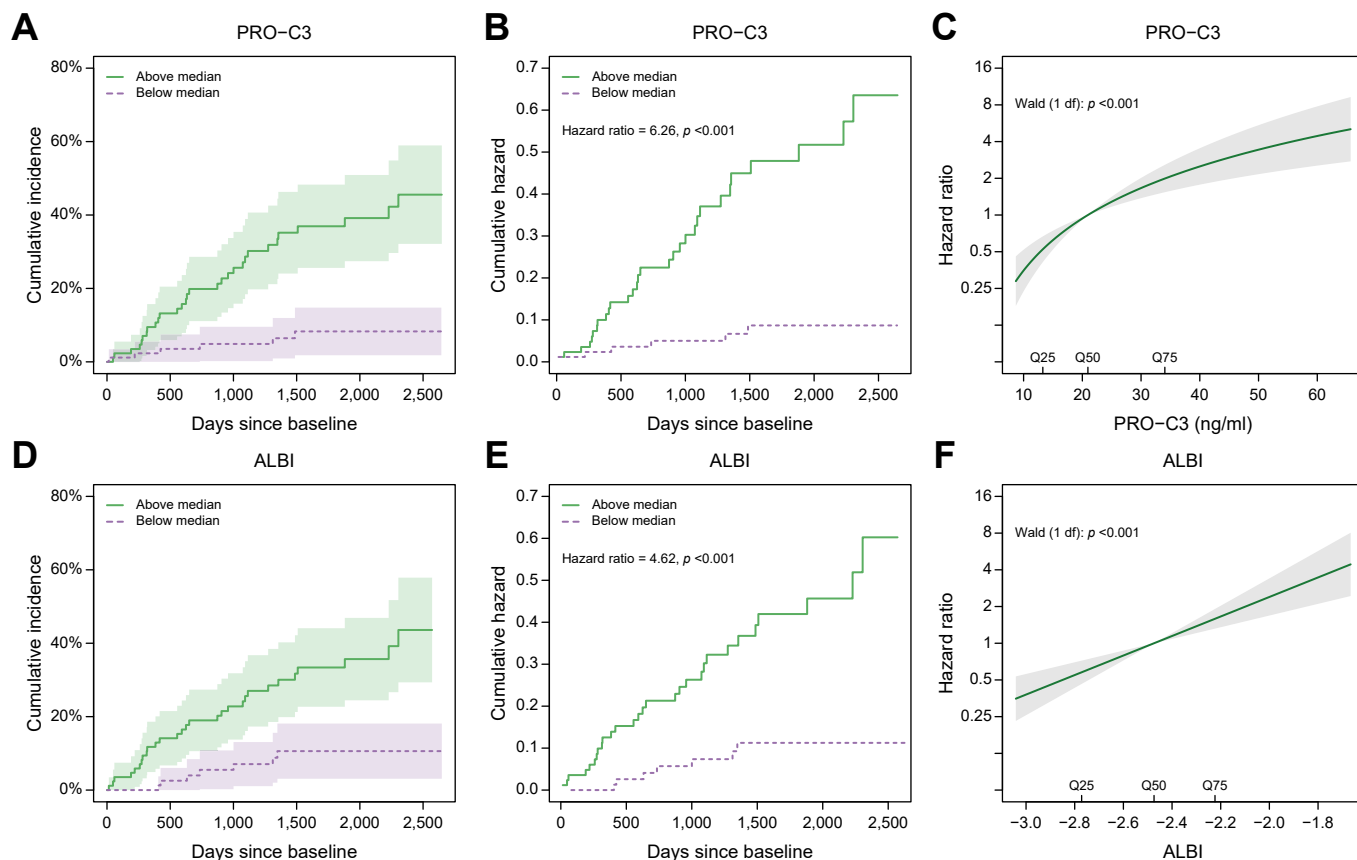 A
PRO−C3
80%
60%
40%
20%
0%
Cumulative incidence
Above median
Below median
0 500 1,000 1,500 2,000 2,500
Days since baseline
B
PRO−C3
0.7
0.6
0.5
0.4
0.3
0.2
0.1
0.0
Cumulative hazard
Above median
Below median
Hazard ratio = 6.26, p <0.001
0 500 1,000 1,500 2,000 2,500
Days since baseline
C
PRO−C3
16
8
4
2
1
0.5
0.25
Hazard ratio
Wald (1 df): p <0.001
Q25 Q50 Q75
10 20 30 40 50 60
PRO−C3 (ng/ml)
D
ALBI
80%
60%
40%
20%
0%
Cumulative incidence
Above median
Below median
0 500 1,000 1,500 2,000 2,500
Days since baseline
E
ALBI
0.7
0.6
0.5
0.4
0.3
0.2
0.1
0.0
Cumulative hazard
Above median
Below median
Hazard ratio = 4.62, p <0.001
0 500 1,000 1,500 2,000 2,500
Days since baseline
F
ALBI
16
8
4
2
1
0.5
0.25
Hazard ratio
Wald (1 df): p <0.001
Q25 Q50 Q75
−3.0 −2.8 −2.6 −2.4 −2.2 −2.0 −1.8
ALBI